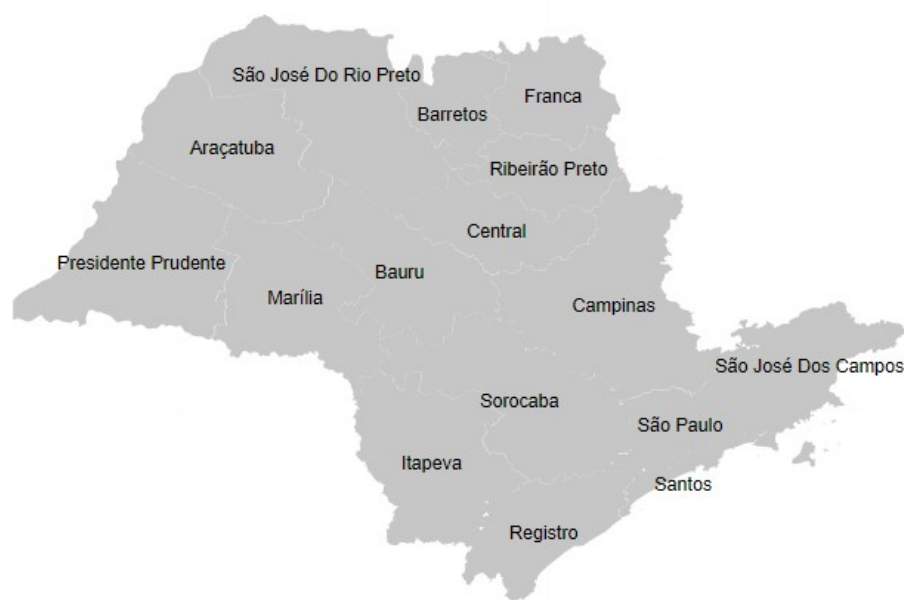 São José Do Rio Preto
Franca
Barretos
Araçatuba
Ribeirão Preto
Central
Presidente Prudente
Bauru
Marília
Campinas
São José Dos Campos
Sorocaba
São Paulo
Itapeva
Santos
Registro